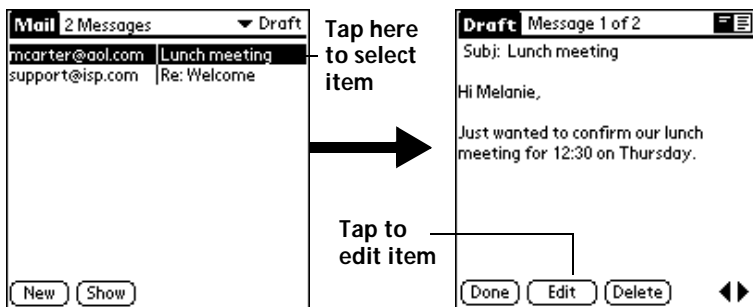 Mail 2 Messages Draft
mcarter@aol.com Lunch meeting
support@isp.com Re: Welcome
New Show
Tap here
to select
item
Tap to
edit item
Draft Message 1 of 2
Subj: Lunch meeting
Hi Melanie,
Just wanted to confirm our lunch
meeting for 12:30 on Thursday.
Done Edit Delete